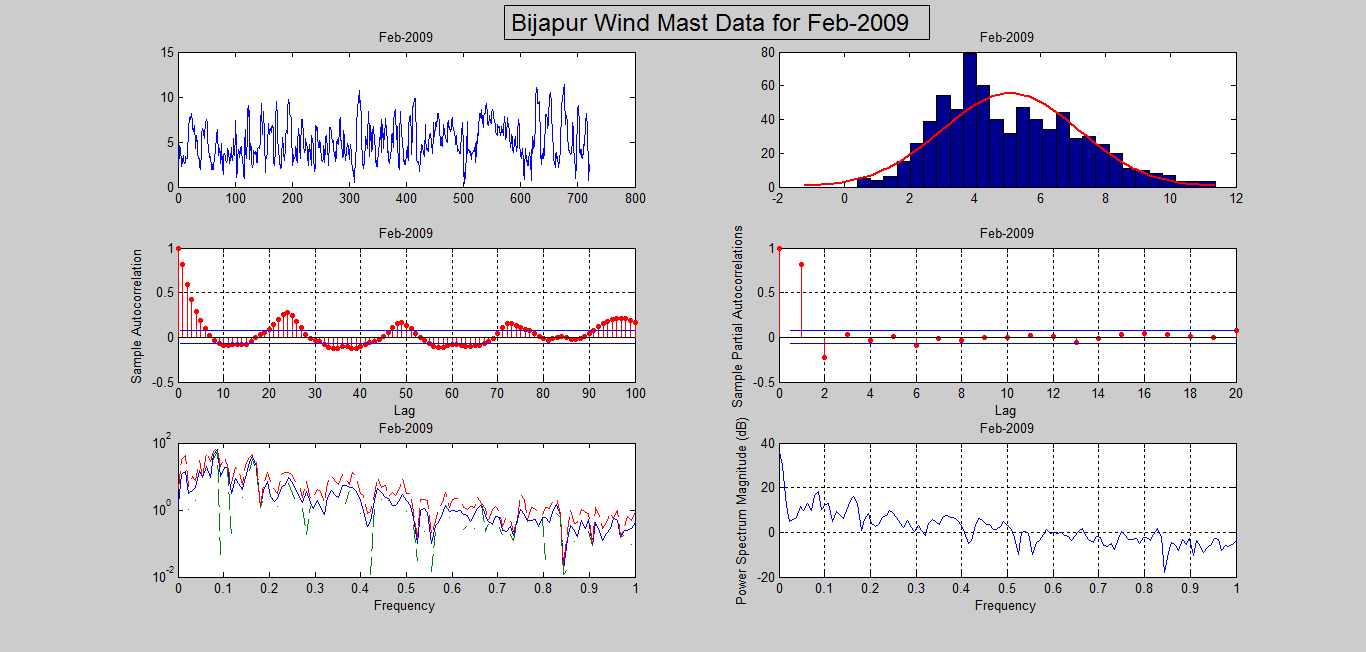 Bijapur Wind Mast Data for Feb-2009
Feb-2009
15
10
5
0
0 100 200 300 400 500 600 700 800
Feb-2009
80
60
40
20
0
-2 0 2 4 6 8 10 12
Feb-2009
Sample Autocorrelation
1
0.5
0
-0.5
0 10 20 30 40 50 60 70 80 90 100
Lag
Feb-2009
Sample Partial Autocorrelations
1
0.5
0
-0.5
0 2 4 6 8 10 12 14 16 18 20
Lag
Feb-2009
10^2
10^0
10^-2
0 0.1 0.2 0.3 0.4 0.5 0.6 0.7 0.8 0.9 1
Frequency
Feb-2009
Power Spectrum Magnitude (dB)
40
20
0
-20
0 0.1 0.2 0.3 0.4 0.5 0.6 0.7 0.8 0.9 1
Frequency